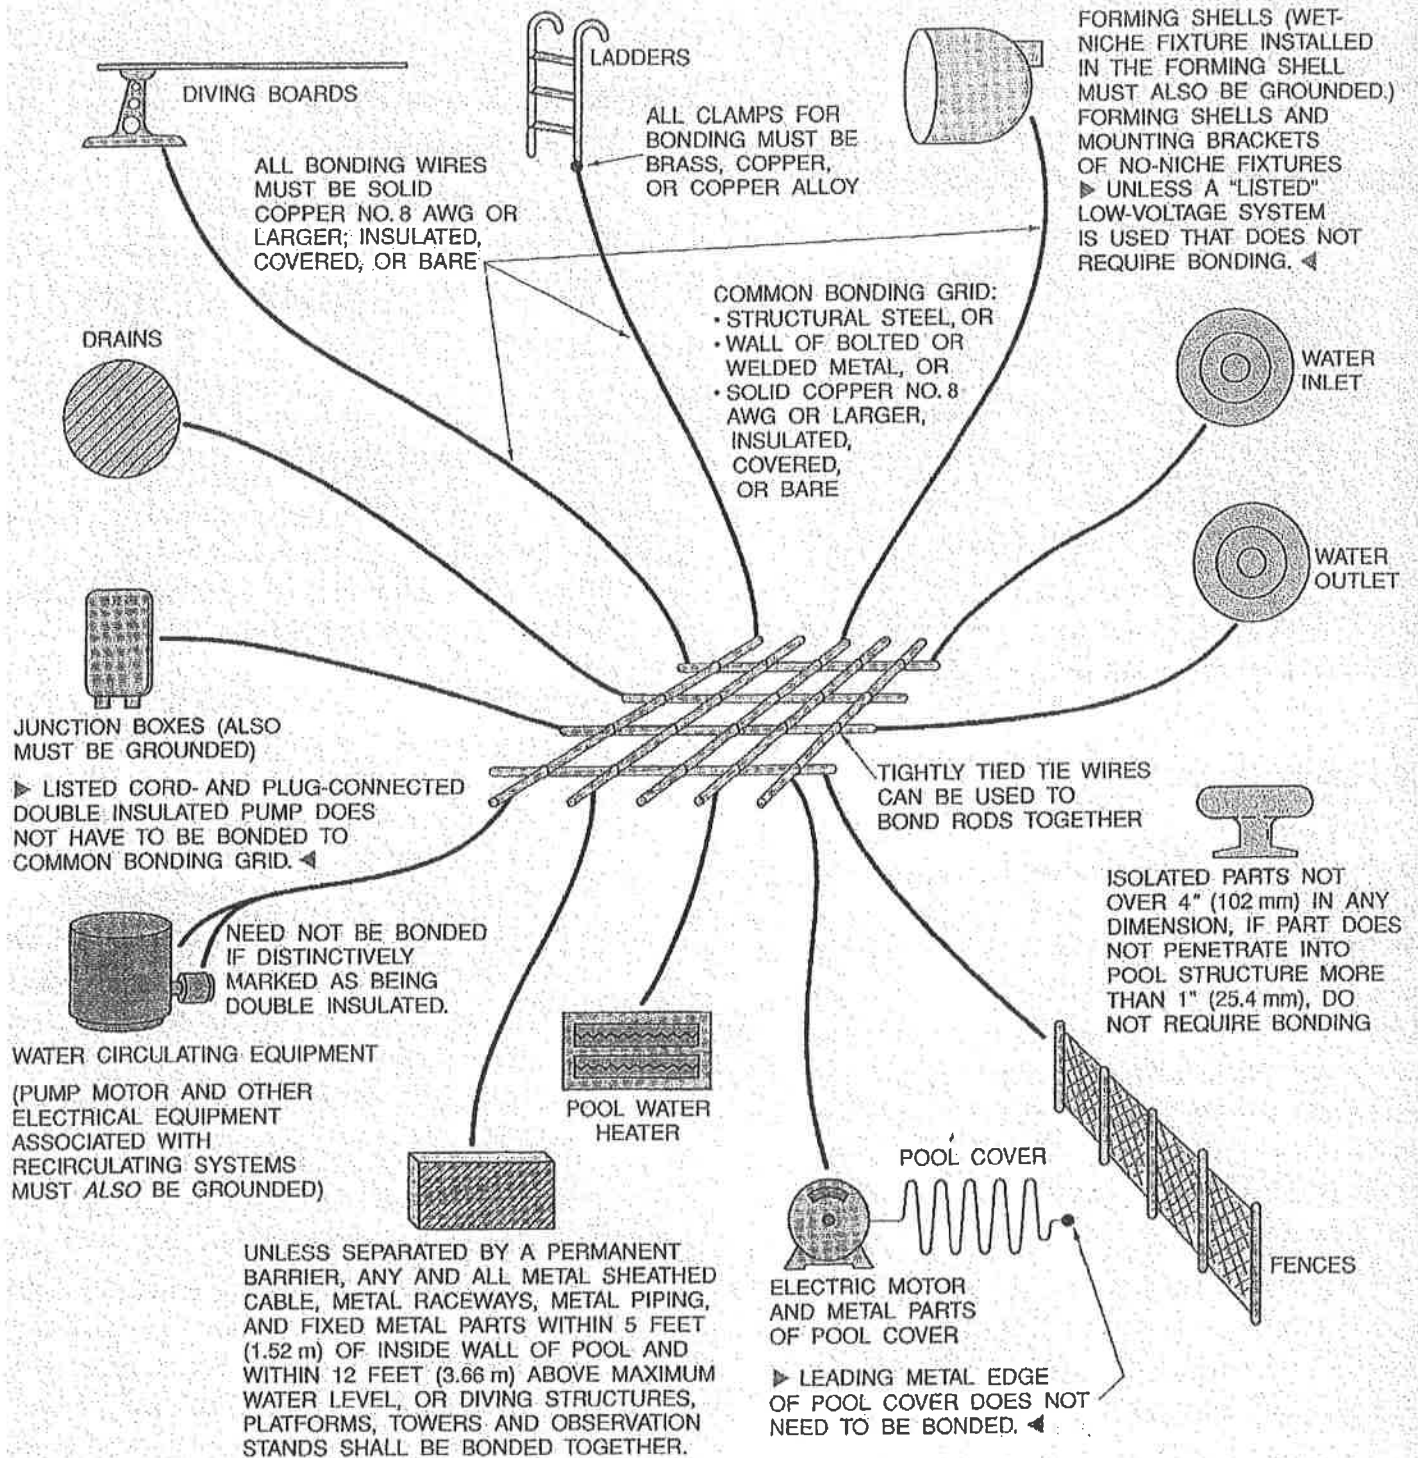 DIVING BOARDS
LADDERS
ALL CLAMPS FOR
BONDING MUST BE
BRASS, COPPER,
OR COPPER ALLOY
FORMING SHELLS (WET-
NICHE FIXTURE INSTALLED
IN THE FORMING SHELL
MUST ALSO BE GROUNDED.)
FORMING SHELLS AND
MOUNTING BRACKETS
OF NO-NICHE FIXTURES
▶ UNLESS A "LISTED"
LOW-VOLTAGE SYSTEM
IS USED THAT DOES NOT
REQUIRE BONDING. ◀
ALL BONDING WIRES
MUST BE SOLID
COPPER NO. 8 AWG OR
LARGER; INSULATED,
COVERED, OR BARE
COMMON BONDING GRID:
• STRUCTURAL STEEL, OR
• WALL OF BOLTED OR
WELDED METAL, OR
• SOLID COPPER NO. 8
AWG OR LARGER,
INSULATED,
COVERED,
OR BARE
DRAINS
WATER
INLET
WATER
OUTLET
JUNCTION BOXES (ALSO
MUST BE GROUNDED)
▶ LISTED CORD- AND PLUG-CONNECTED
DOUBLE INSULATED PUMP DOES
NOT HAVE TO BE BONDED TO
COMMON BONDING GRID. ◀
TIGHTLY TIED TIE WIRES
CAN BE USED TO
BOND RODS TOGETHER
ISOLATED PARTS NOT
OVER 4" (102 mm) IN ANY
DIMENSION, IF PART DOES
NOT PENETRATE INTO
POOL STRUCTURE MORE
THAN 1" (25.4 mm), DO
NOT REQUIRE BONDING
NEED NOT BE BONDED
IF DISTINCTIVELY
MARKED AS BEING
DOUBLE INSULATED.
WATER CIRCULATING EQUIPMENT
(PUMP MOTOR AND OTHER
ELECTRICAL EQUIPMENT
ASSOCIATED WITH
RECIRCULATING SYSTEMS
MUST ALSO BE GROUNDED)
POOL WATER
HEATER
POOL COVER
FENCES
UNLESS SEPARATED BY A PERMANENT
BARRIER, ANY AND ALL METAL SHEATHED
CABLE, METAL RACEWAYS, METAL PIPING,
AND FIXED METAL PARTS WITHIN 5 FEET
(1.52 m) OF INSIDE WALL OF POOL AND
WITHIN 12 FEET (3.66 m) ABOVE MAXIMUM
WATER LEVEL, OR DIVING STRUCTURES,
PLATFORMS, TOWERS AND OBSERVATION
STANDS SHALL BE BONDED TOGETHER.
ELECTRIC MOTOR
AND METAL PARTS
OF POOL COVER
▶ LEADING METAL EDGE
OF POOL COVER DOES NOT
NEED TO BE BONDED. ◀